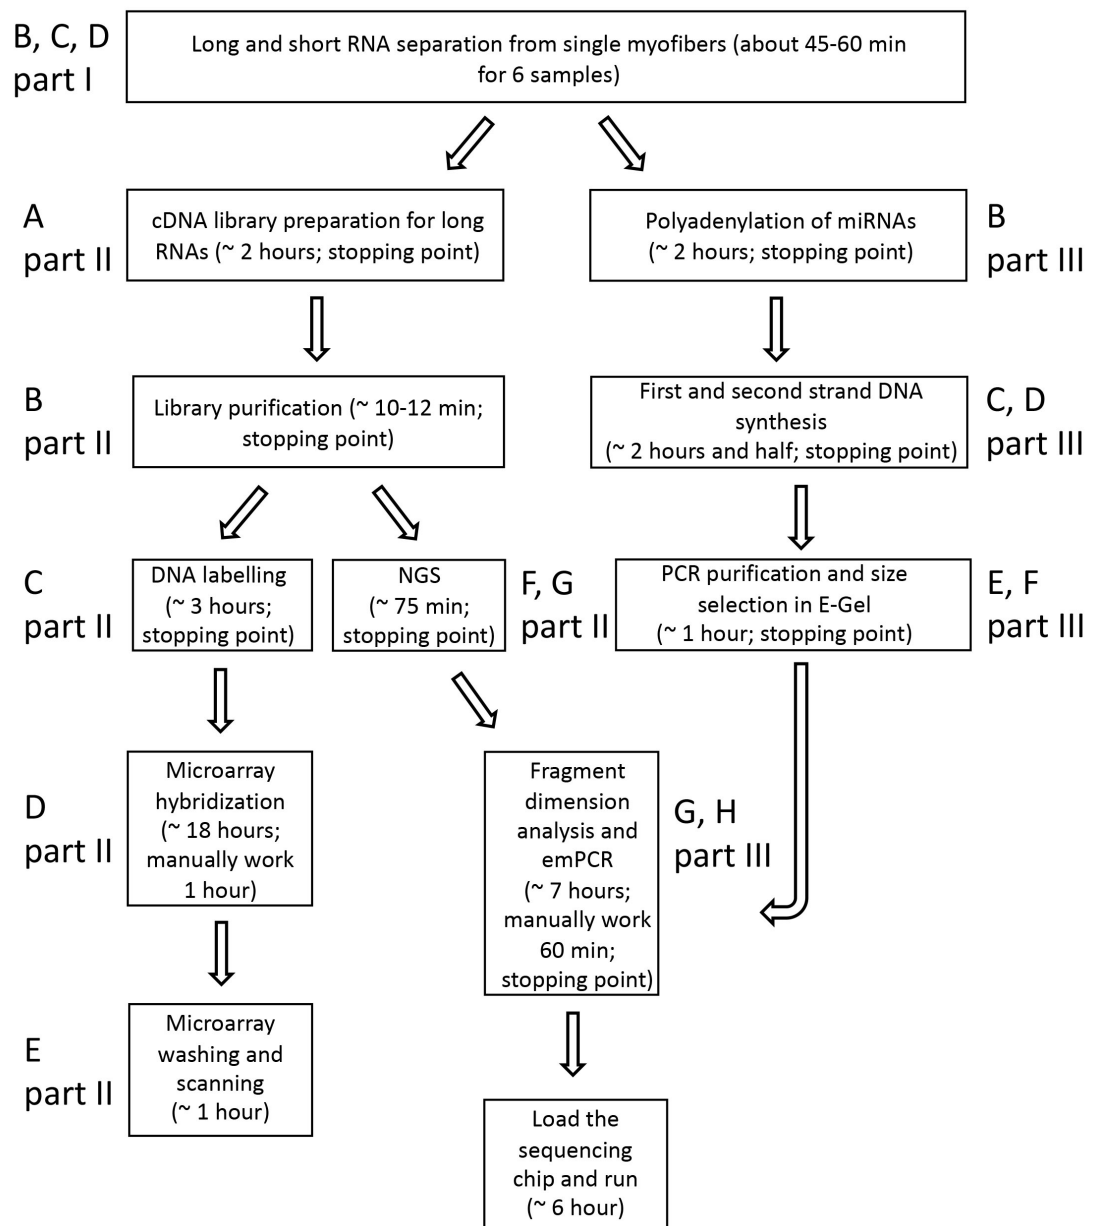 B, C, D
part I
Long and short RNA separation from single myofibers (about 45-60 min
for 6 samples)
A
part II
cDNA library preparation for long
RNAs (~ 2 hours; stopping point)
Polyadenylation of miRNAs
(~ 2 hours; stopping point)
B
part III
B
part II
Library purification (~ 10-12 min;
stopping point)
First and second strand DNA
synthesis
(~ 2 hours and half; stopping point)
C, D
part III
C
part II
DNA labelling
(~ 3 hours;
stopping point)
NGS
(~ 75 min;
stopping point)
F, G
part II
PCR purification and size
selection in E-Gel
(~ 1 hour; stopping point)
E, F
part III
D
part II
Microarray
hybridization
(~ 18 hours;
manually work
1 hour)
Fragment
dimension
analysis and
emPCR
(~ 7 hours;
manually work
60 min;
stopping point)
G, H
part III
E
part II
Microarray
washing and
scanning
(~ 1 hour)
Load the
sequencing
chip and run
(~ 6 hour)